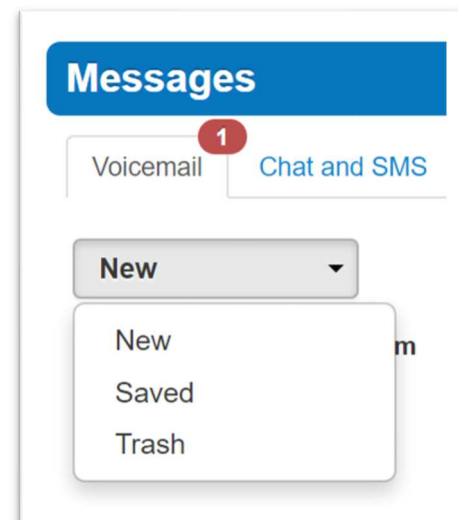 Messages
1
Voicemail Chat and SMS
New
New
m
Saved
Trash